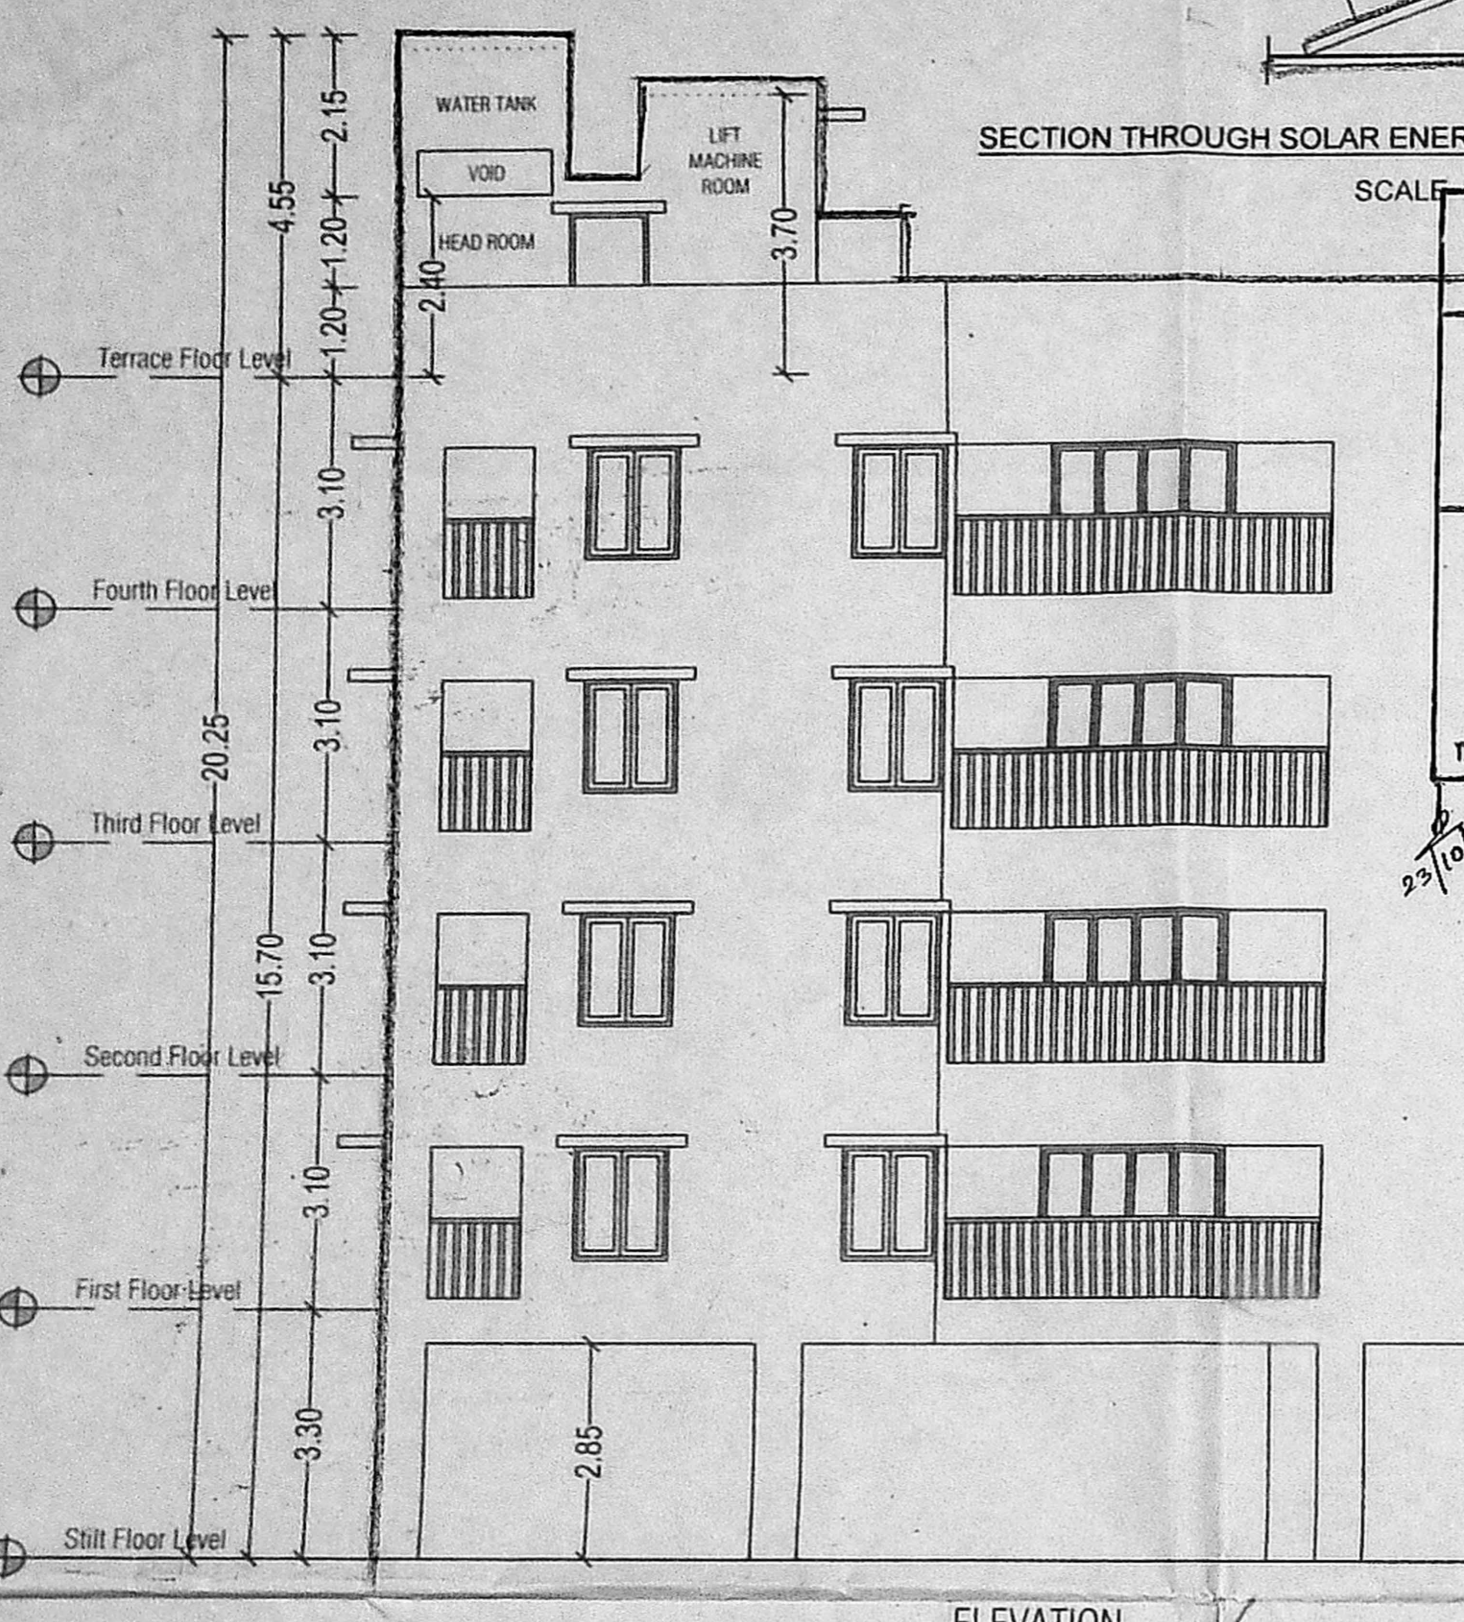 WATER TANK
VOID
HEAD ROOM
LIFT
MACHINE
ROOM
SECTION THROUGH SOLAR ENER
SCALE
2.15
4.55
1.20
1.20
2.40
3.70
Terrace Floor Level
3.10
Fourth Floor Level
20.25
3.10
Third Floor Level
23/10
15.70
3.10
Second Floor Level
3.10
First Floor Level
3.30
2.85
Stilt Floor Level
ELEVATION